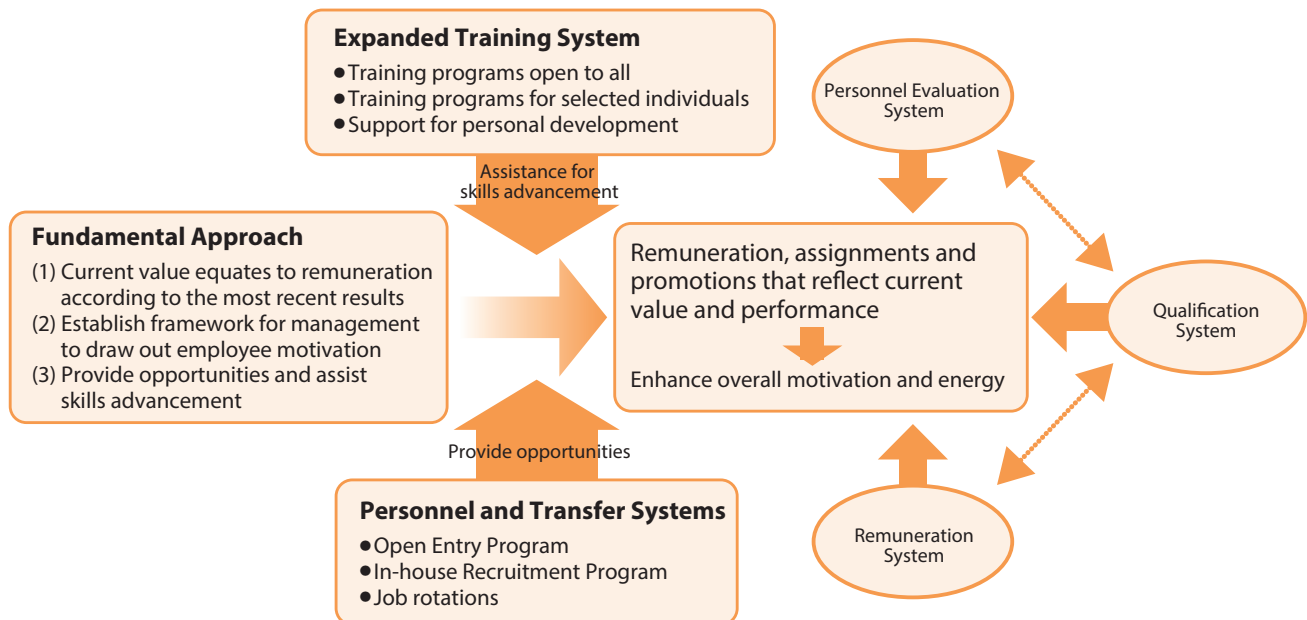 Expanded Training System
●Training programs open to all
●Training programs for selected individuals
●Support for personal development
Assistance for
skills advancement
Fundamental Approach
(1) Current value equates to remuneration
according to the most recent results
(2) Establish framework for management
to draw out employee motivation
(3) Provide opportunities and assist
skills advancement
Provide opportunities
Personnel and Transfer Systems
●Open Entry Program
●In-house Recruitment Program
●Job rotations
Remuneration, assignments and
promotions that reflect current
value and performance
Enhance overall motivation and energy
Personnel Evaluation
System
Qualification
System
Remuneration
System